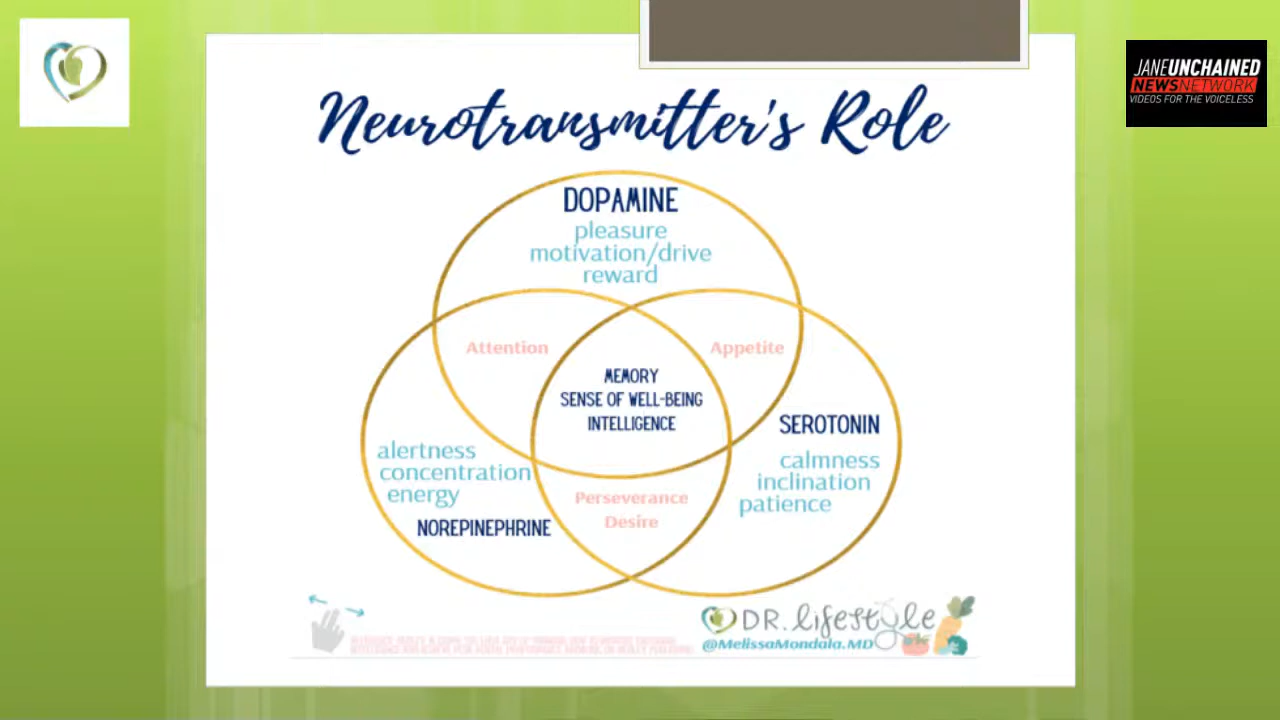 JANEUNCHAINED
NEWSNETWORK
VIDEOS FOR THE VOICELESS
Neurotransmitter's Role
DOPAMINE
pleasure
motivation/drive
reward
Attention
Appetite
MEMORY
SENSE OF WELL-BEING
INTELLIGENCE
SEROTONIN
calmness
inclination
patience
alertness
concentration
energy
NOREPINEPHRINE
Perseverance
Desire
DR. lifestyle
@MelissaMondala.MD